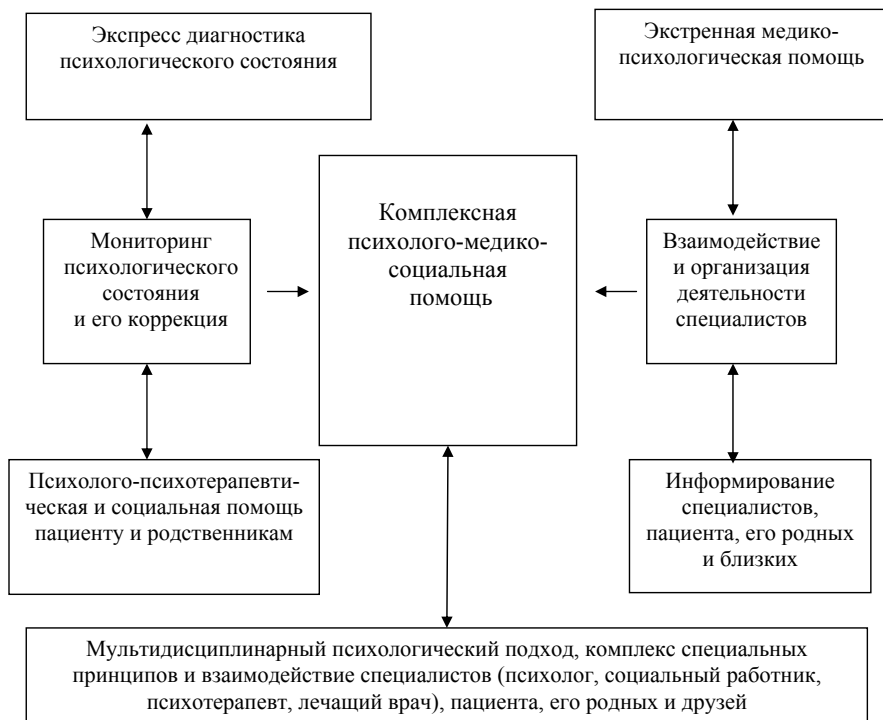 Экспресс диагностика
психологического состояния
Экстренная медико-
психологическая помощь
Комплексная
психолого-медико-
социальная
помощь
Мониторинг
психологического
состояния
и его коррекция
Взаимодействие
и организация
деятельности
специалистов
Психолого-психотерапевти-
ческая и социальная помощь
пациенту и родственникам
Информирование
специалистов,
пациента, его родных
и близких
Мультидисциплинарный психологический подход, комплекс специальных
принципов и взаимодействие специалистов (психолог, социальный работник,
психотерапевт, лечащий врач), пациента, его родных и друзей